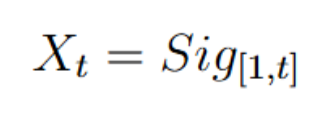 X_t = Sig_{[1,t]}